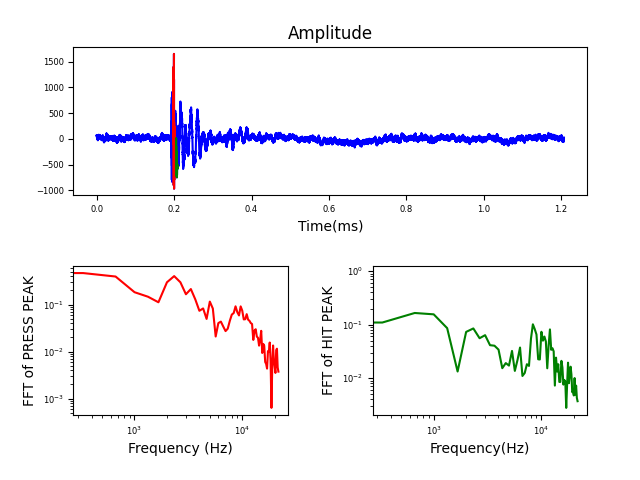 Amplitude
1500
1000
500
0
−500
−1000
0.0 0.2 0.4 0.6 0.8 1.0 1.2
Time(ms)
FFT of PRESS PEAK
10⁻¹
10⁻²
10⁻³
10³ 10⁴
Frequency (Hz)
FFT of HIT PEAK
10⁰
10⁻¹
10⁻²
10³ 10⁴
Frequency(Hz)